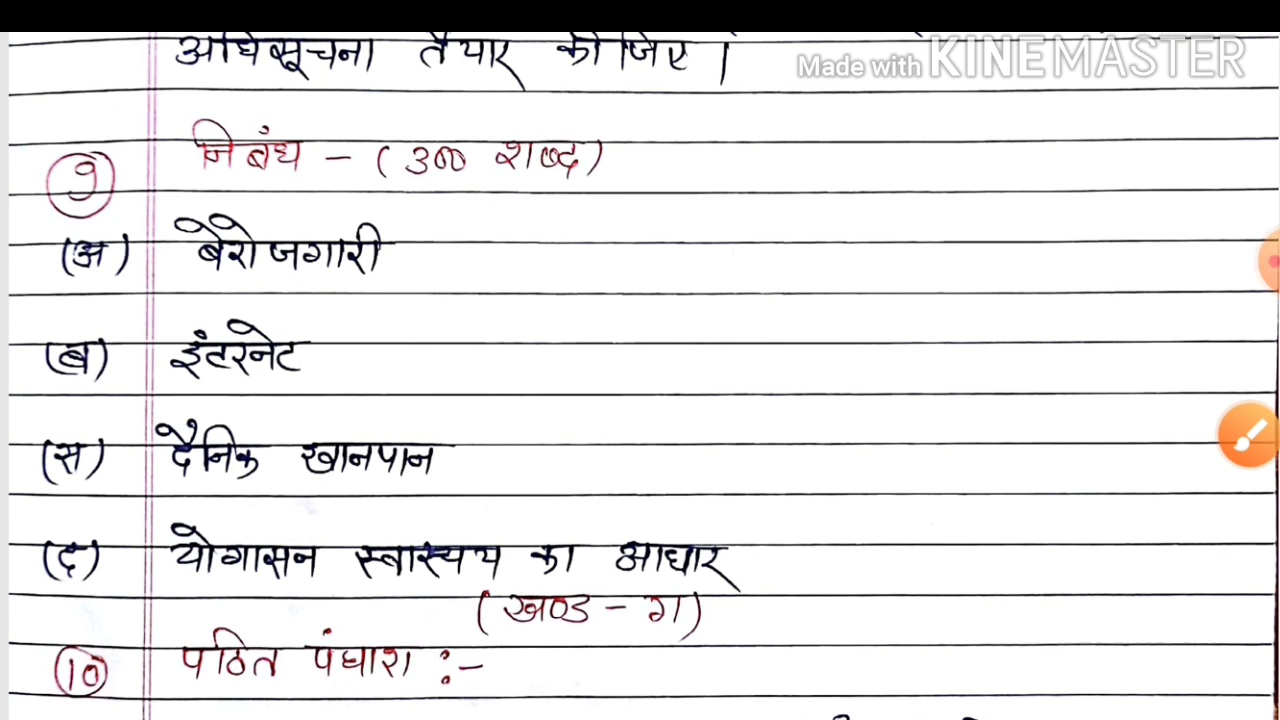 अधिसूचना तैयार कीजिए।
Made with KINEMASTER
निबंध - (300 शब्द)
9
(अ) बेरोजगारी
(ब) इंटरनेट
(स) दैनिक खानपान
(द) योगासन स्वास्थ्य का आधार
(खण्ड - ग)
10 पठित पंद्यांश :-